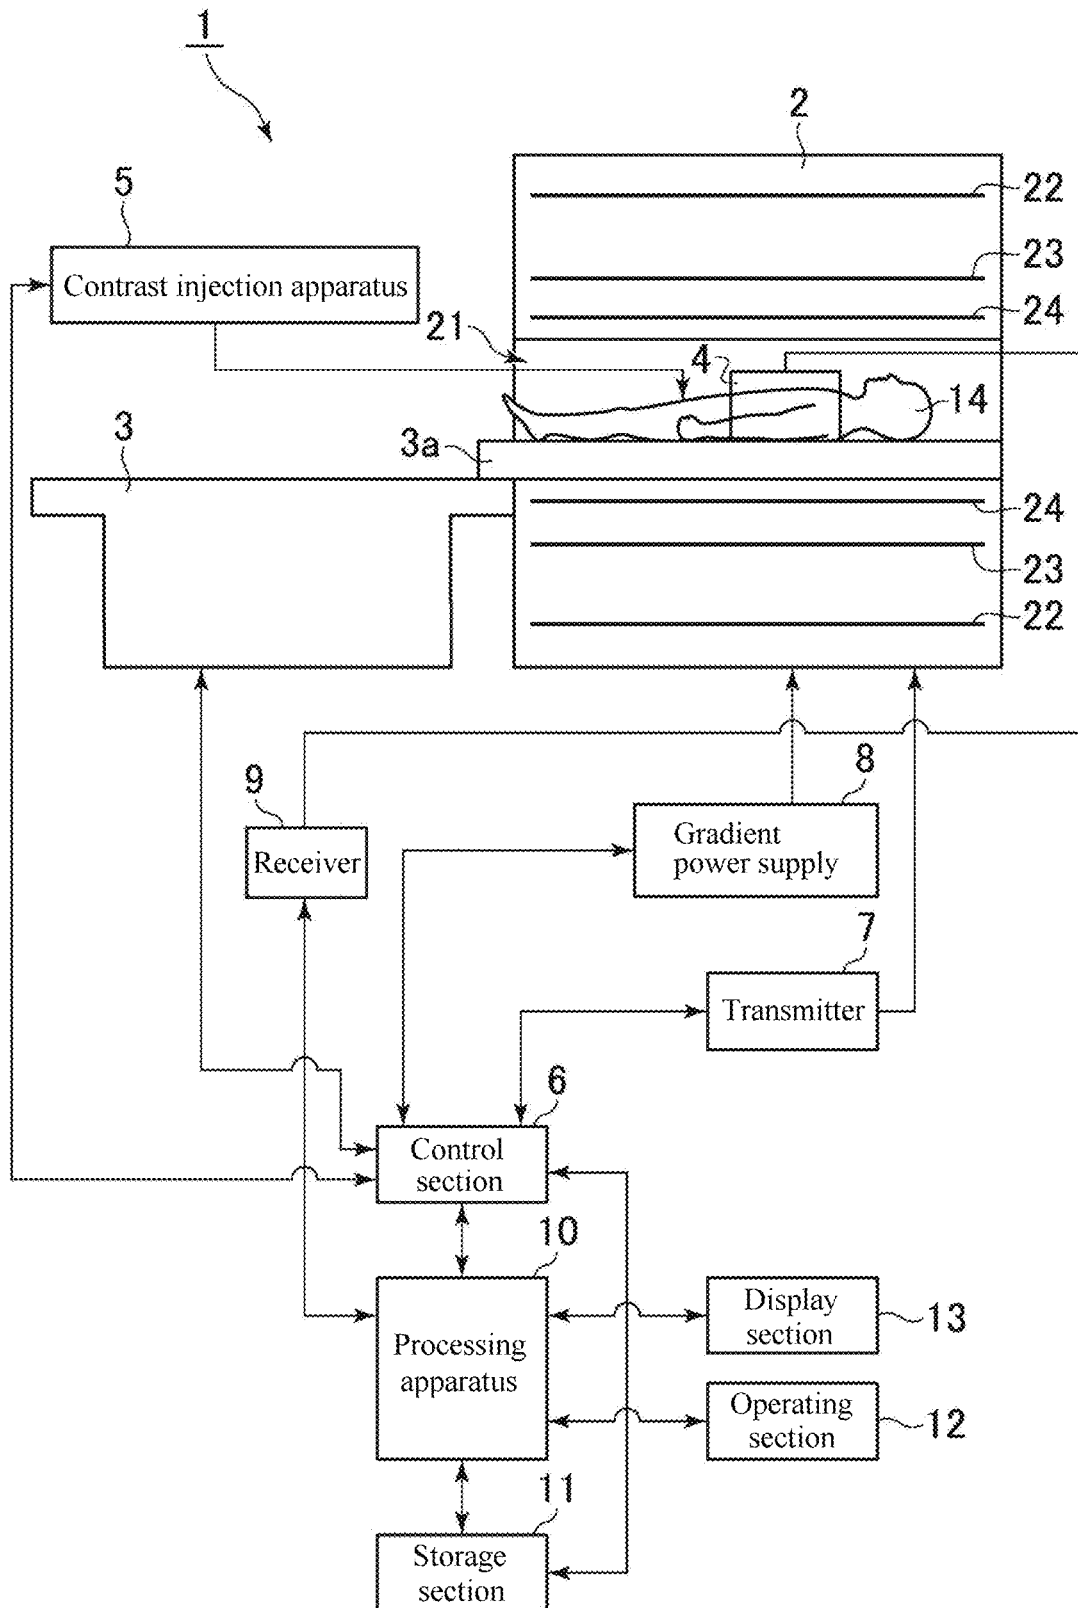 1
2
22
5
23
Contrast injection apparatus
24
21
4
14
3
3a
24
23
22
8
9
Gradient
power supply
Receiver
7
Transmitter
6
Control
section
10
Display
section
13
Processing
apparatus
Operating
section
12
11
Storage
section